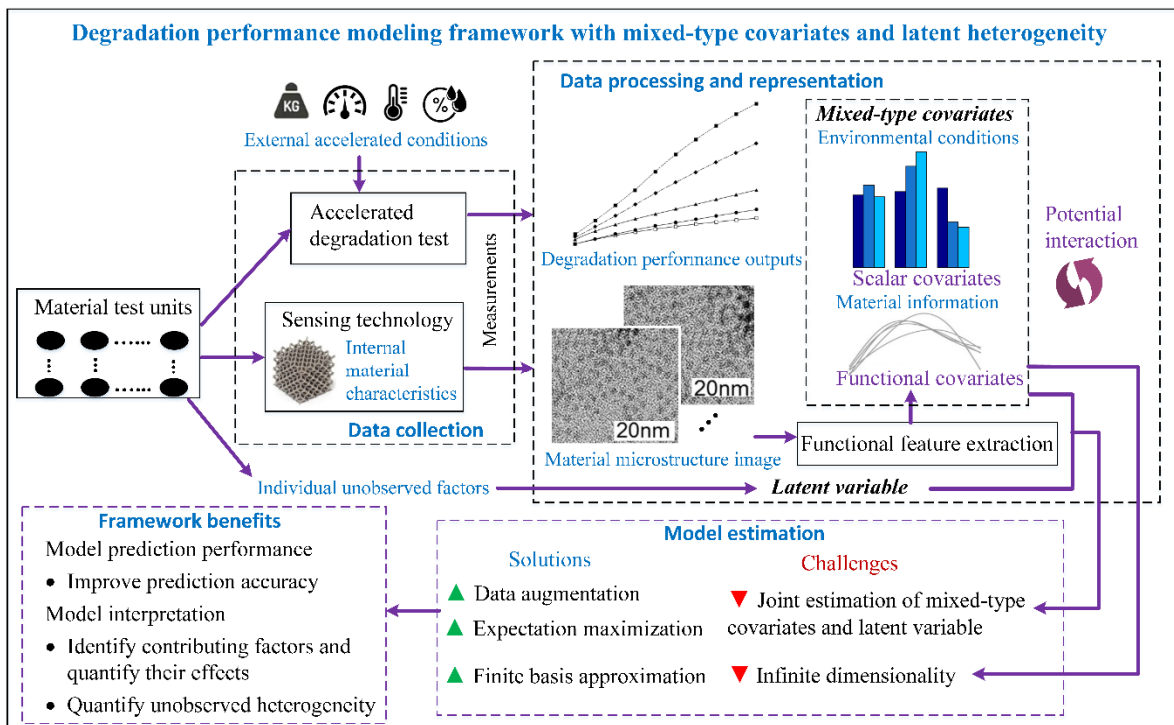 Degradation performance modeling framework with mixed-type covariates and latent heterogeneity
KG
%
External accelerated conditions
Accelerated
degradation test
Material test units
Sensing technology
Internal
material
characteristics
Data collection
Measurements
Individual unobserved factors
Data processing and representation
Degradation performance outputs
20nm
20nm
Material microstructure image
Mixed-type covariates
Environmental conditions
Scalar covariates
Material information
Functional covariates
Functional feature extraction
Latent variable
Potential
interaction
Framework benefits
Model prediction performance
• Improve prediction accuracy
Model interpretation
• Identify contributing factors and
quantify their effects
• Quantify unobserved heterogeneity
Model estimation
Solutions
Data augmentation
Expectation maximization
Finite basis approximation
Challenges
Joint estimation of mixed-type
covariates and latent variable
Infinite dimensionality